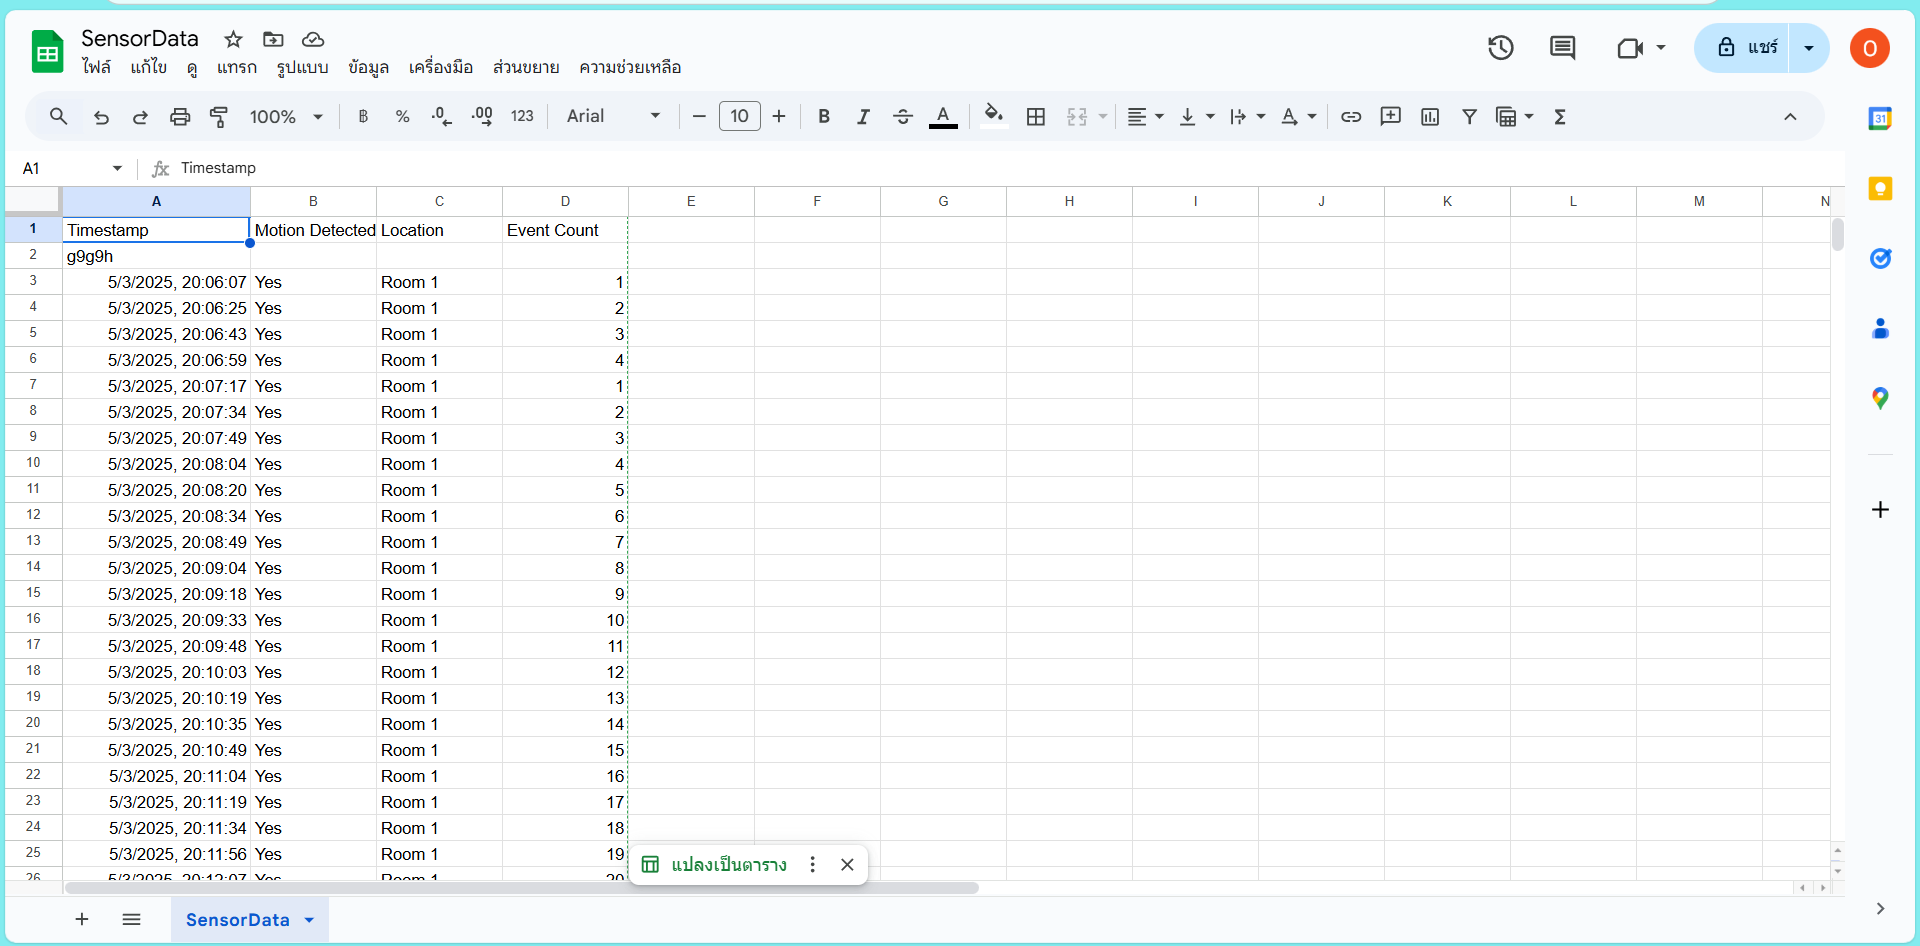 SensorData
ไฟล์ แก้ไข ดู แทรก รูปแบบ ข้อมูล เครื่องมือ ส่วนขยาย ความช่วยเหลือ
แชร์
O
100% ฿ % .0 .00 123 Arial 10 B I A Σ
31
A1 fx Timestamp
A B C D E F G H I J K L M N
1 Timestamp Motion Detected Location Event Count
2 g9g9h
3 5/3/2025, 20:06:07 Yes Room 1 1
4 5/3/2025, 20:06:25 Yes Room 1 2
5 5/3/2025, 20:06:43 Yes Room 1 3
6 5/3/2025, 20:06:59 Yes Room 1 4
7 5/3/2025, 20:07:17 Yes Room 1 1
8 5/3/2025, 20:07:34 Yes Room 1 2
9 5/3/2025, 20:07:49 Yes Room 1 3
10 5/3/2025, 20:08:04 Yes Room 1 4
11 5/3/2025, 20:08:20 Yes Room 1 5
12 5/3/2025, 20:08:34 Yes Room 1 6
13 5/3/2025, 20:08:49 Yes Room 1 7
14 5/3/2025, 20:09:04 Yes Room 1 8
15 5/3/2025, 20:09:18 Yes Room 1 9
16 5/3/2025, 20:09:33 Yes Room 1 10
17 5/3/2025, 20:09:48 Yes Room 1 11
18 5/3/2025, 20:10:03 Yes Room 1 12
19 5/3/2025, 20:10:19 Yes Room 1 13
20 5/3/2025, 20:10:35 Yes Room 1 14
21 5/3/2025, 20:10:49 Yes Room 1 15
22 5/3/2025, 20:11:04 Yes Room 1 16
23 5/3/2025, 20:11:19 Yes Room 1 17
24 5/3/2025, 20:11:34 Yes Room 1 18
25 5/3/2025, 20:11:56 Yes Room 1 19
26 5/3/2025, 20:12:07 Yes Room 1 20
แปลงเป็นตาราง
SensorData